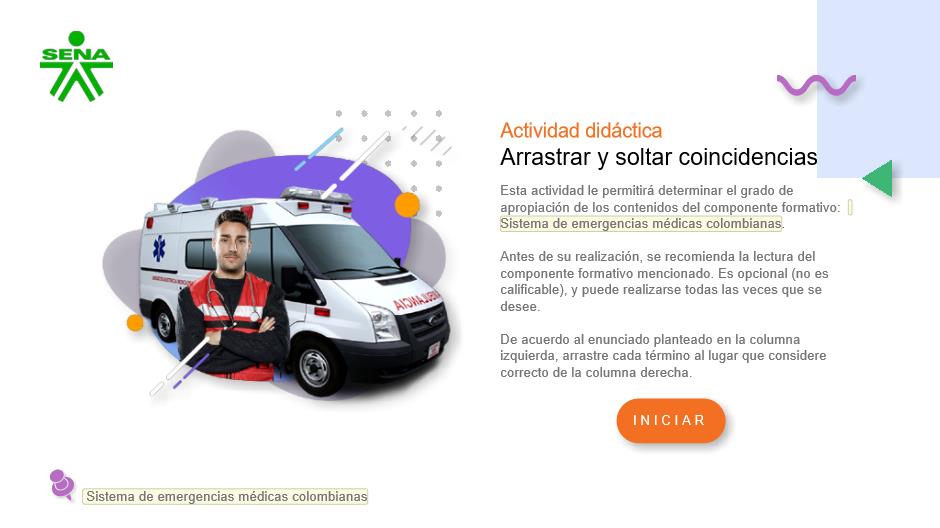 SENA
Actividad didáctica
Arrastrar y soltar coincidencias
Esta actividad le permitirá determinar el grado de
apropiación de los contenidos del componente formativo:
Sistema de emergencias médicas colombianas.
Antes de su realización, se recomienda la lectura del
componente formativo mencionado. Es opcional (no es
calificable), y puede realizarse todas las veces que se
desee.
De acuerdo al enunciado planteado en la columna
izquierda, arrastre cada término al lugar que considere
correcto de la columna derecha.
INICIAR
Sistema de emergencias médicas colombianas